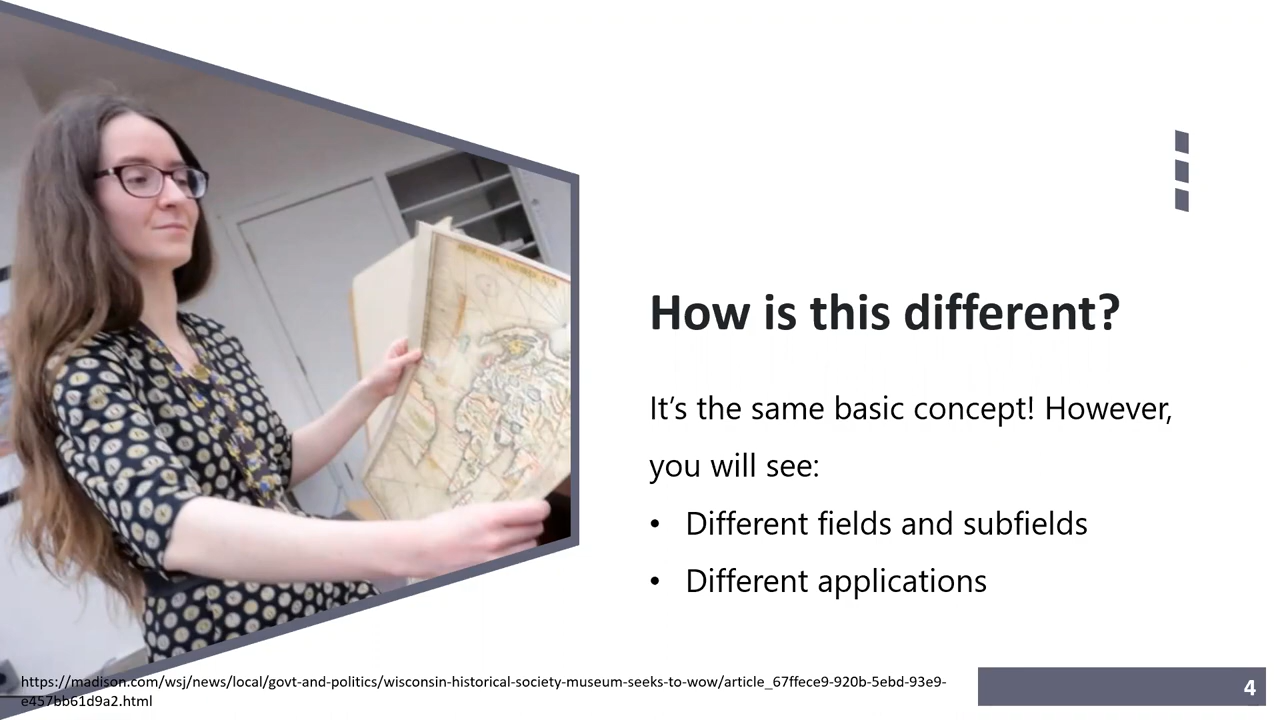 How is this different?
It’s the same basic concept! However,
you will see:
• Different fields and subfields
• Different applications
https://madison.com/wsj/news/local/govt-and-politics/wisconsin-historical-society-museum-seeks-to-wow/article_67ffece9-920b-5ebd-93e9-
e457bb61d9a2.html
4